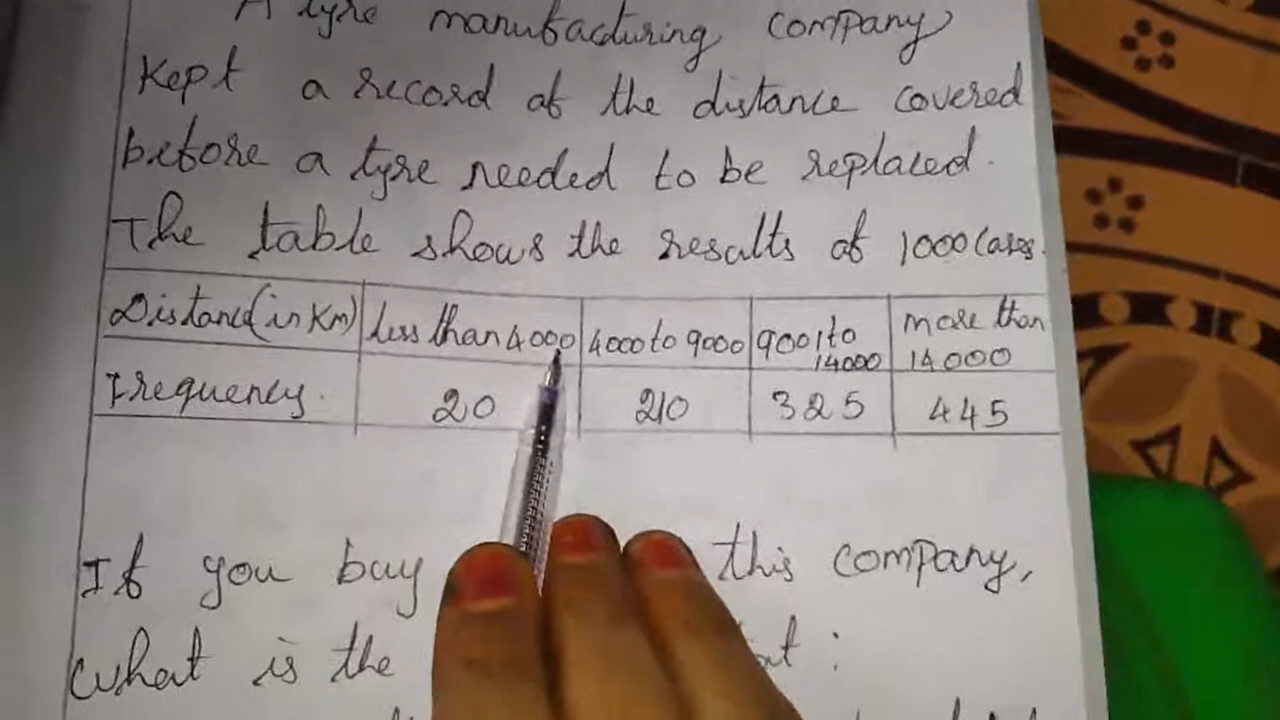 A tyre manufacturing company
Kept a record of the distance covered
before a tyre needed to be replaced.
The table shows the results of 1000 Cases.
Distance (in Km) less than 4000 4000 to 9000 9001 to 14000 more than 14000
Frequency. 20 210 325 445
If you buy this company,
What is the :